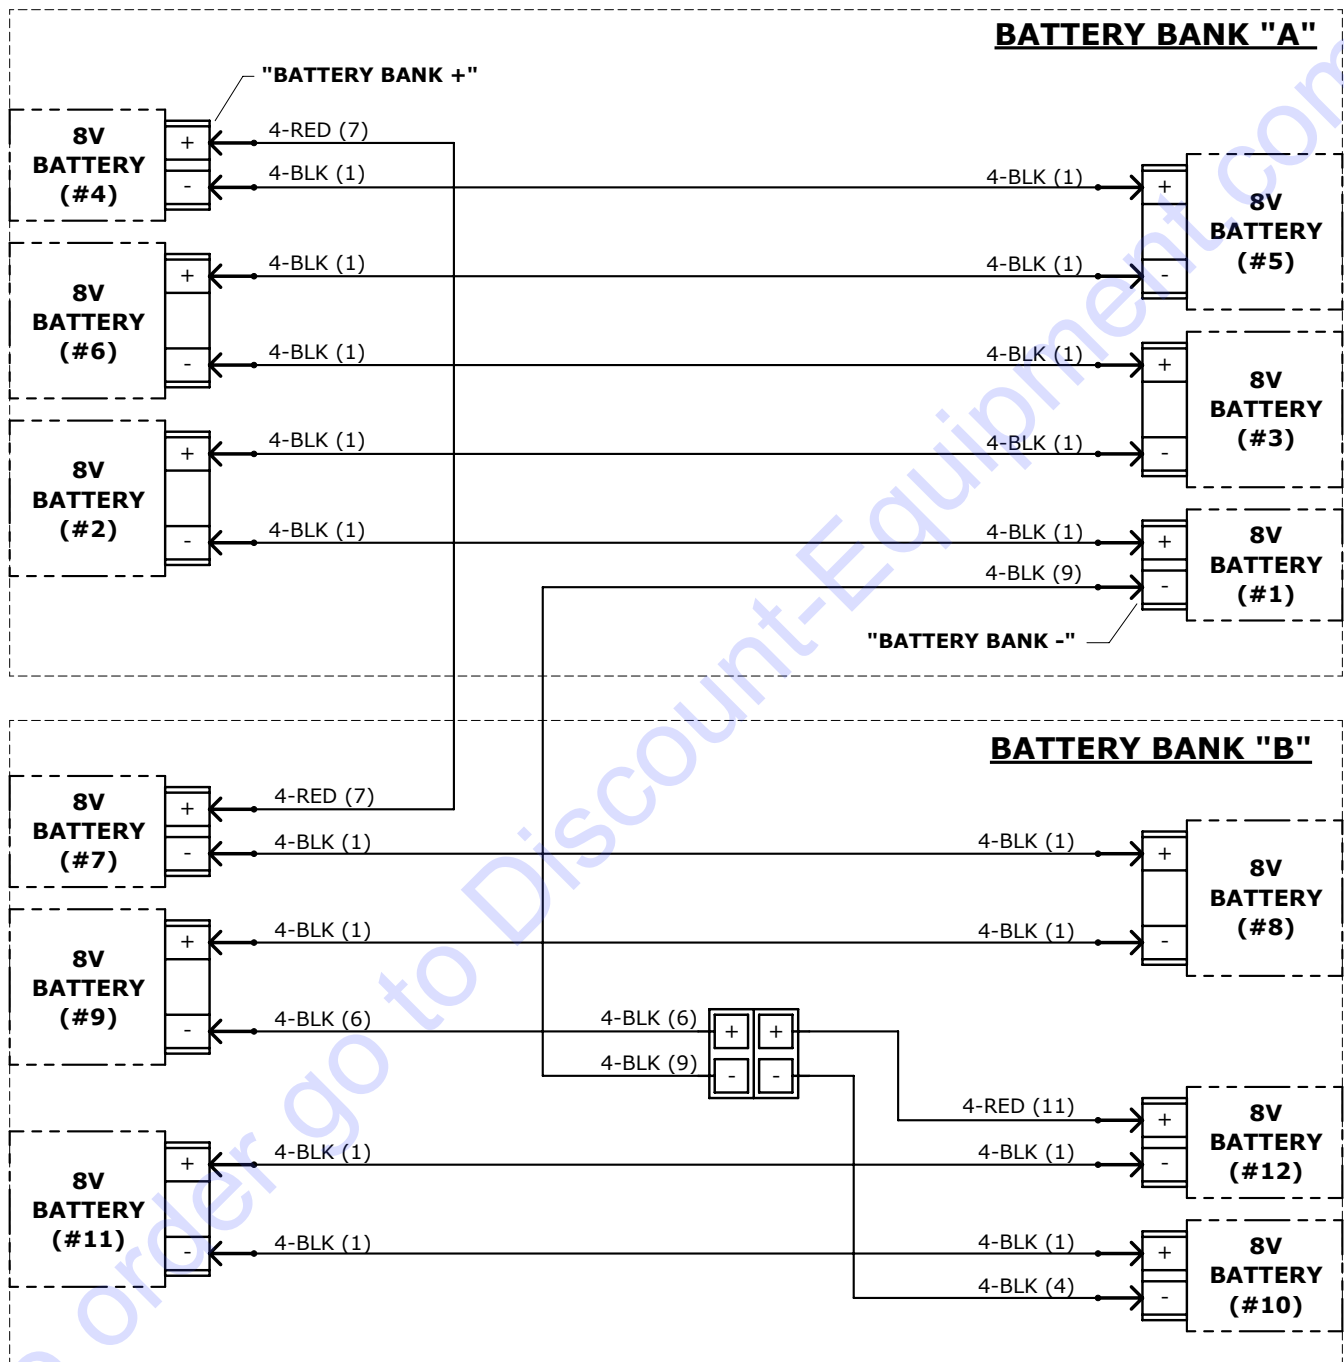 BATTERY BANK "A"
"BATTERY BANK +"
8V
BATTERY
(#4)
+
-
4-RED (7)
4-BLK (1)
4-BLK (1)
+
-
8V
BATTERY
(#5)
8V
BATTERY
(#6)
+
-
4-BLK (1)
4-BLK (1)
4-BLK (1)
4-BLK (1)
+
-
8V
BATTERY
(#3)
8V
BATTERY
(#2)
+
-
4-BLK (1)
4-BLK (1)
4-BLK (1)
4-BLK (1)
4-BLK (9)
+
-
8V
BATTERY
(#1)
"BATTERY BANK -"
BATTERY BANK "B"
8V
BATTERY
(#7)
+
-
4-RED (7)
4-BLK (1)
4-BLK (1)
+
-
8V
BATTERY
(#8)
8V
BATTERY
(#9)
+
-
4-BLK (1)
4-BLK (1)
4-BLK (6)
4-BLK (6)
4-BLK (9)
+ +
- -
4-RED (11)
4-BLK (1)
+
-
8V
BATTERY
(#12)
8V
BATTERY
(#11)
+
-
4-BLK (1)
4-BLK (1)
4-BLK (1)
4-BLK (4)
+
-
8V
BATTERY
(#10)
order go to Discount-Equipment.com